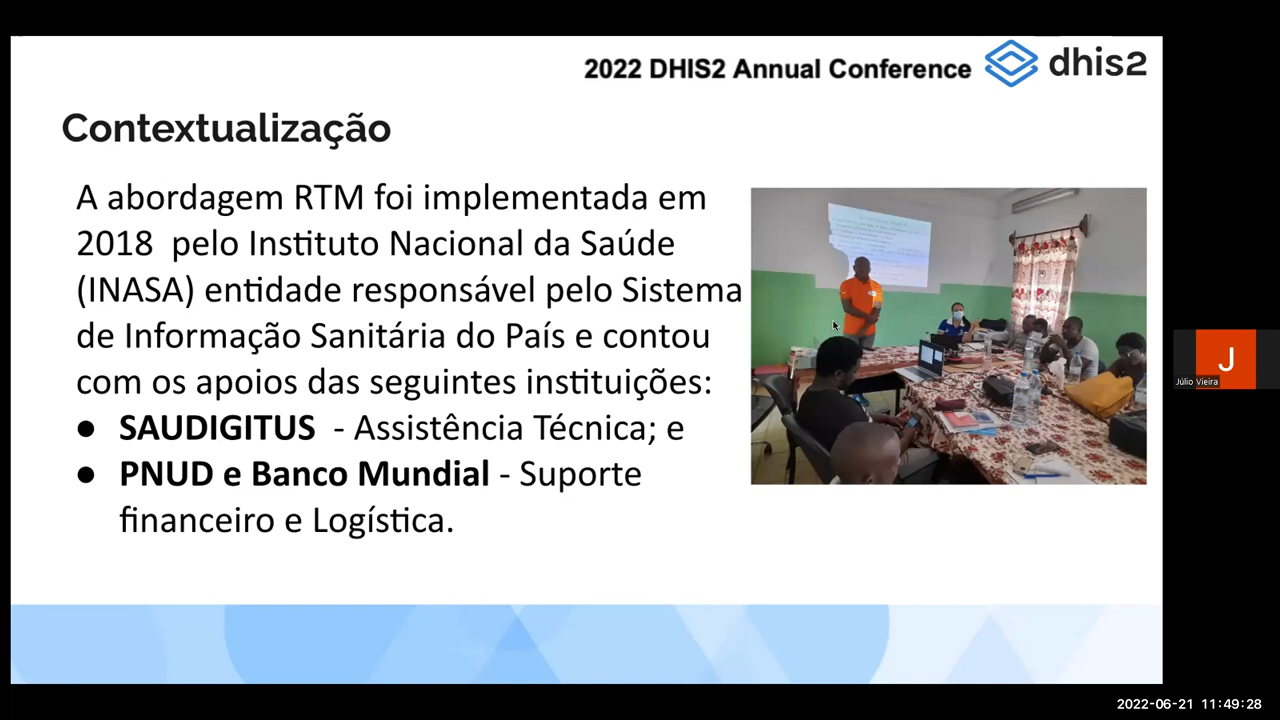 2022 DHIS2 Annual Conference
dhis2
Contextualização
A abordagem RTM foi implementada em
2018 pelo Instituto Nacional da Saúde
(INASA) entidade responsável pelo Sistema
de Informação Sanitária do País e contou
com os apoios das seguintes instituições:
● SAUDIGITUS - Assistência Técnica; e
● PNUD e Banco Mundial - Suporte
financeiro e Logística.
J
Júlio Vieira
2022-06-21 11:49:28